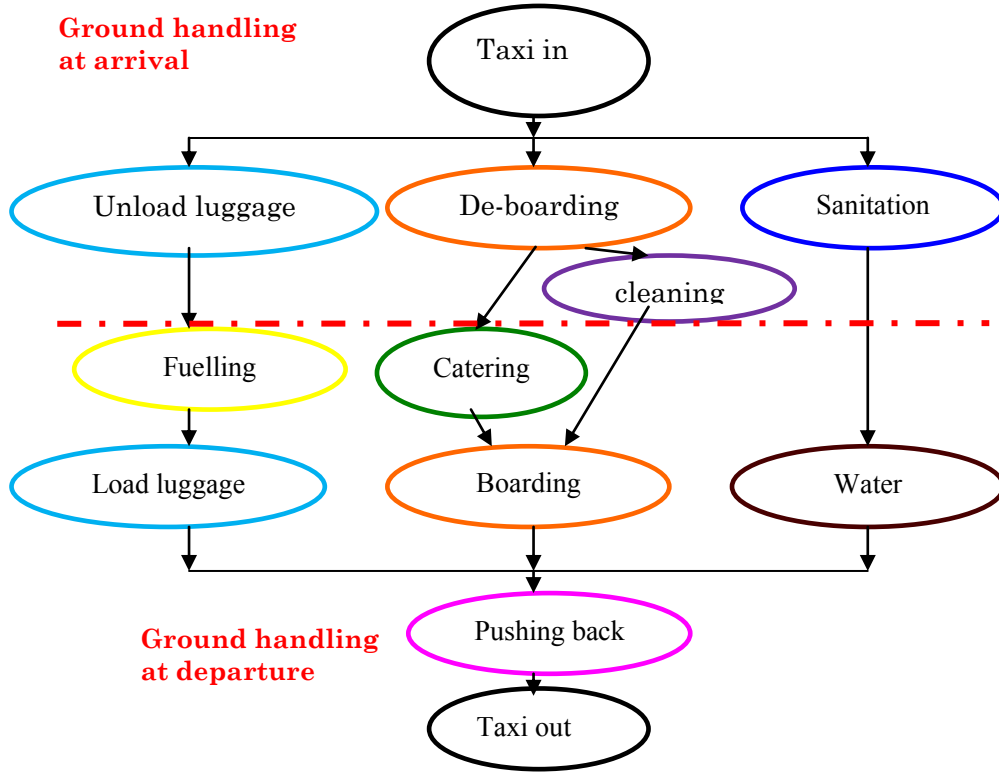 Ground handling
at arrival
Taxi in
Unload luggage
De-boarding
Sanitation
cleaning
Fuelling
Catering
Load luggage
Boarding
Water
Pushing back
Ground handling
at departure
Taxi out